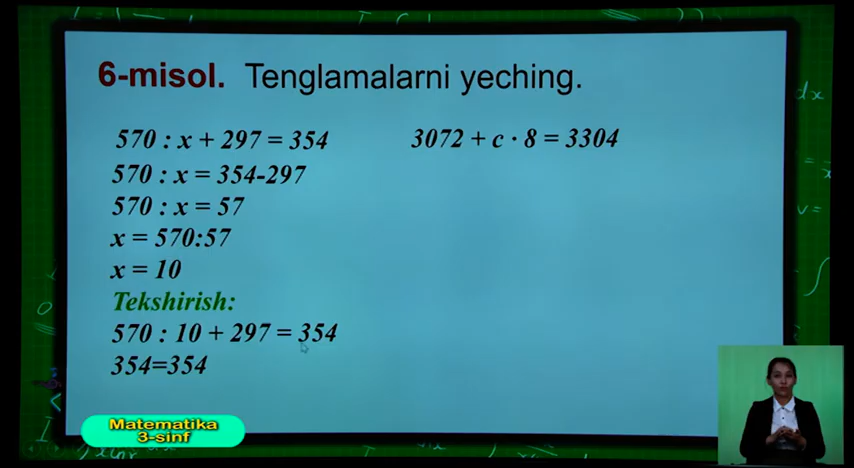 6-misol. Tenglamalarni yeching.
570 : x + 297 = 354
570 : x = 354-297
570 : x = 57
x = 570:57
x = 10
Tekshirish:
570 : 10 + 297 = 354
354=354
3072 + c · 8 = 3304
Matematika
3-sinf